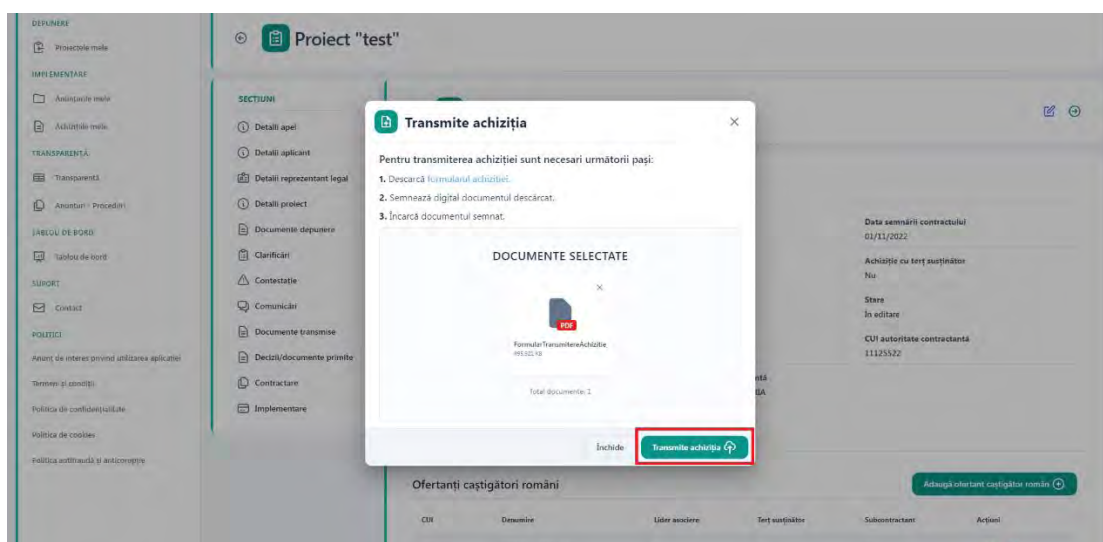 DEPUNERE
Proiectele mele
IMPLEMENTARE
Anunțurile mele
Achizițiile mele
TRANSPARENȚĂ
Transparență
Anunțuri - Proceduri
TABLOU DE BORD
Tablou de bord
SUPORT
Contact
POLITICI
Anunț de interes privind utilizarea aplicației
Termeni și condiții
Politica de confidențialitate
Politica de cookies
Politica antifraudă și anticorupție
Proiect "test"
SECȚIUNI
Detalii apel
Detalii aplicant
Detalii reprezentant legal
Detalii proiect
Documente depunere
Clarificări
Contestație
Comunicări
Documente transmise
Decizii/documente primite
Contractare
Implementare
Transmite achiziția
Pentru transmiterea achiziției sunt necesari următorii pași:
1. Descarcă formularul achiziției.
2. Semnează digital documentul descărcat.
3. Încarcă documentul semnat.
DOCUMENTE SELECTATE
PDF
FormularTransmitereAchizitie
Închide
Transmite achiziția
Data semnării contractului
01/11/2022
Achiziție cu terț susținător
Nu
Stare
În editare
CUI autoritate contractantă
11125522
Ofertanți caștigători români
Adaugă ofertant caștigător român
CUI Denumire Lider asociere Terț susținător Subcontractant Acțiuni